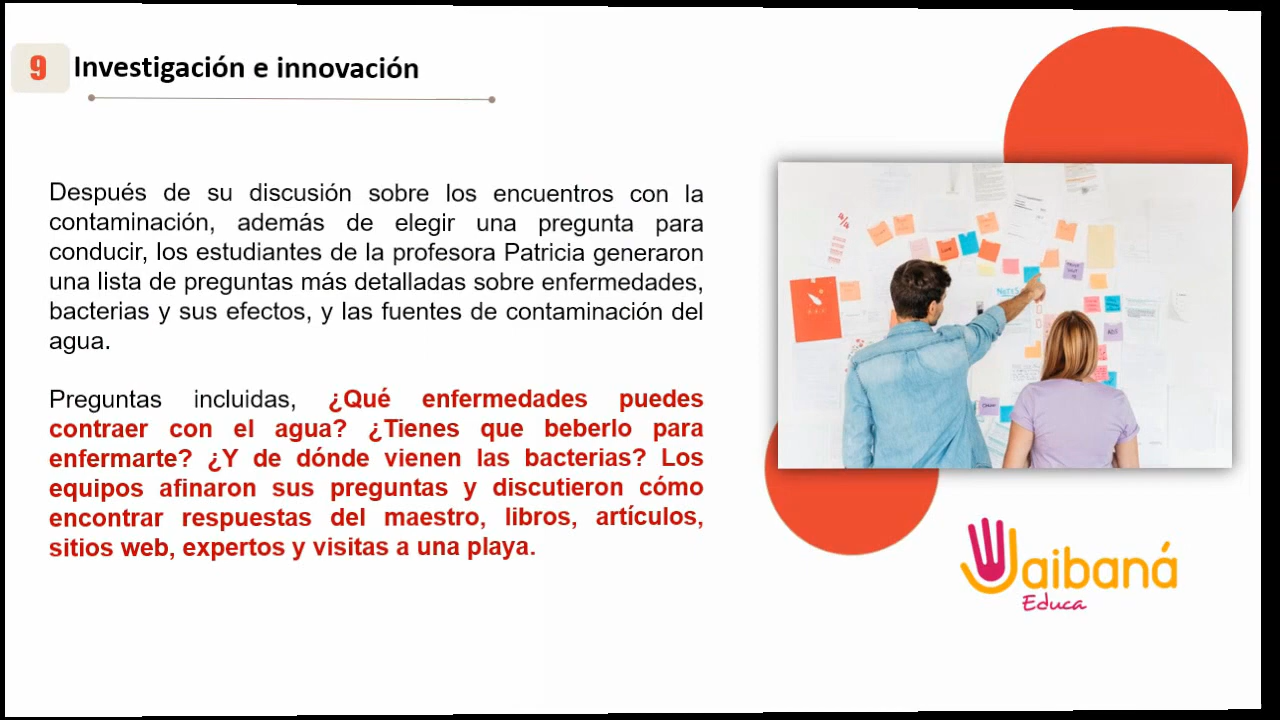 9 Investigación e innovación
Después de su discusión sobre los encuentros con la
contaminación, además de elegir una pregunta para
conducir, los estudiantes de la profesora Patricia generaron
una lista de preguntas más detalladas sobre enfermedades,
bacterias y sus efectos, y las fuentes de contaminación del
agua.
Preguntas incluidas, ¿Qué enfermedades puedes
contraer con el agua? ¿Tienes que beberlo para
enfermarte? ¿Y de dónde vienen las bacterias? Los
equipos afinaron sus preguntas y discutieron cómo
encontrar respuestas del maestro, libros, artículos,
sitios web, expertos y visitas a una playa.
Jaibaná
Educa